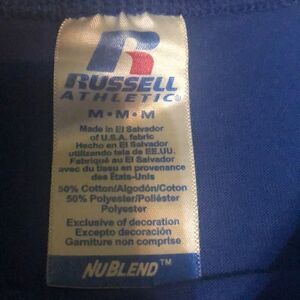 R
RUSSELL
ATHLETIC®
M • M • M
Made in El Salvador
of U.S.A. fabric
Hecho en El Salvador
utilizando tela de EE.UU.
Fabriqué au El Salvador
avec du tissu en provenance
des États-Unis
50% Cotton/Algodón/Coton
50% Polyester/Poliéster
Polyester
Exclusive of decoration
Excepto decoración
Garniture non comprise
NUBLEND™